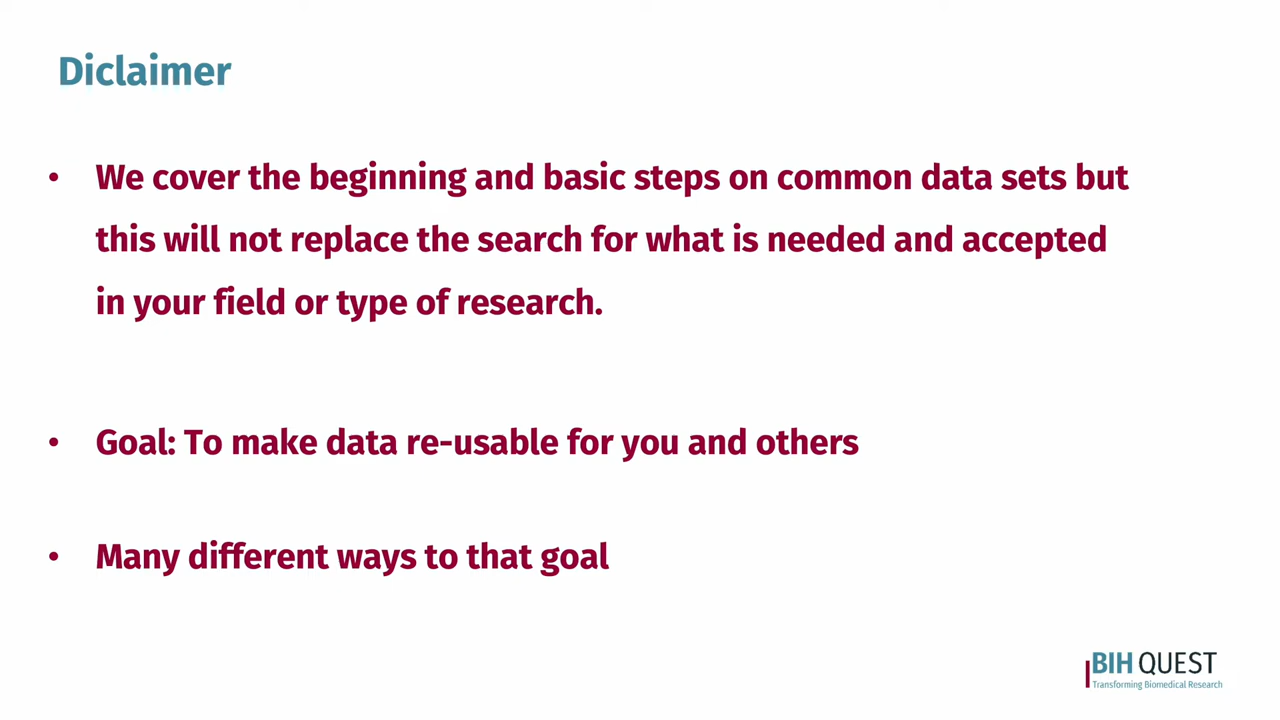 Diclaimer
• We cover the beginning and basic steps on common data sets but
this will not replace the search for what is needed and accepted
in your field or type of research.
• Goal: To make data re-usable for you and others
• Many different ways to that goal
BIH QUEST
Transforming Biomedical Research